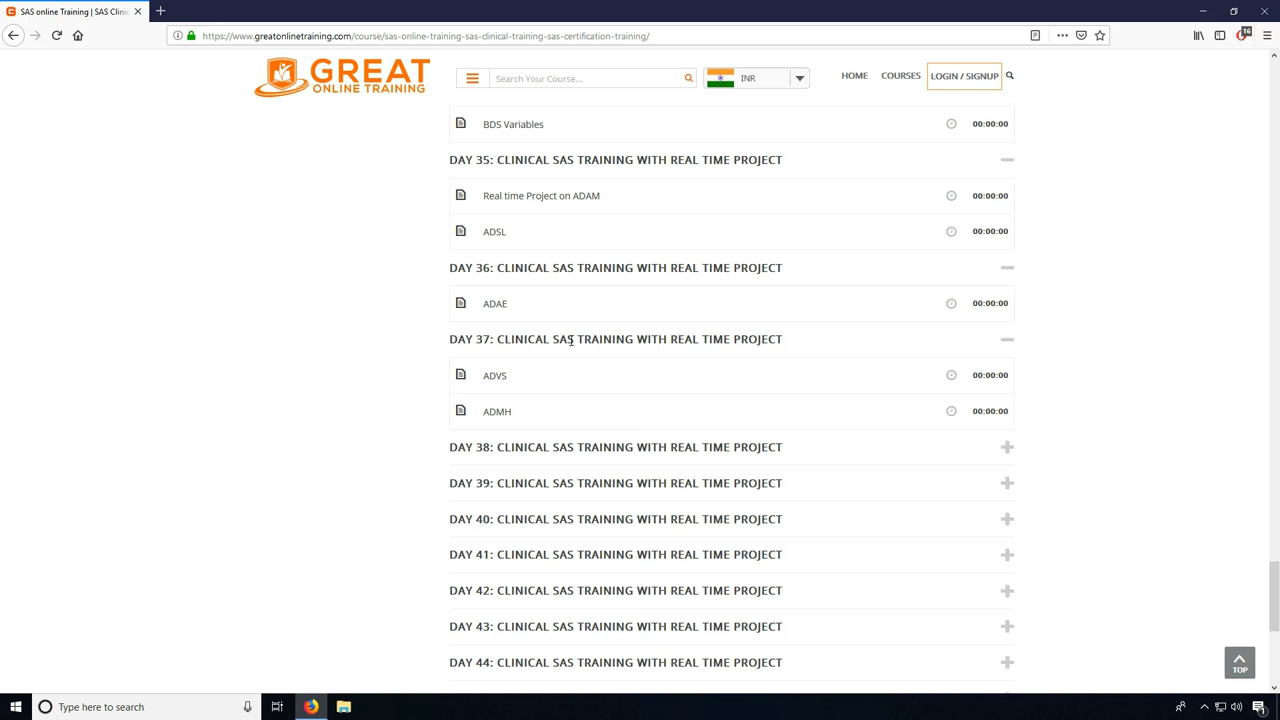 SAS online Training | SAS Clinic
https://www.greatonlinetraining.com/course/sas-online-training-sas-clinical-training-sas-certification-training/
16
GREAT
ONLINE TRAINING
Search Your Course...
INR
HOME
COURSES
LOGIN / SIGNUP
BDS Variables
00:00:00
DAY 35: CLINICAL SAS TRAINING WITH REAL TIME PROJECT
Real time Project on ADAM
00:00:00
ADSL
00:00:00
DAY 36: CLINICAL SAS TRAINING WITH REAL TIME PROJECT
ADAE
00:00:00
DAY 37: CLINICAL SAS TRAINING WITH REAL TIME PROJECT
ADVS
00:00:00
ADMH
00:00:00
DAY 38: CLINICAL SAS TRAINING WITH REAL TIME PROJECT
DAY 39: CLINICAL SAS TRAINING WITH REAL TIME PROJECT
DAY 40: CLINICAL SAS TRAINING WITH REAL TIME PROJECT
DAY 41: CLINICAL SAS TRAINING WITH REAL TIME PROJECT
DAY 42: CLINICAL SAS TRAINING WITH REAL TIME PROJECT
DAY 43: CLINICAL SAS TRAINING WITH REAL TIME PROJECT
DAY 44: CLINICAL SAS TRAINING WITH REAL TIME PROJECT
TOP
Type here to search
1